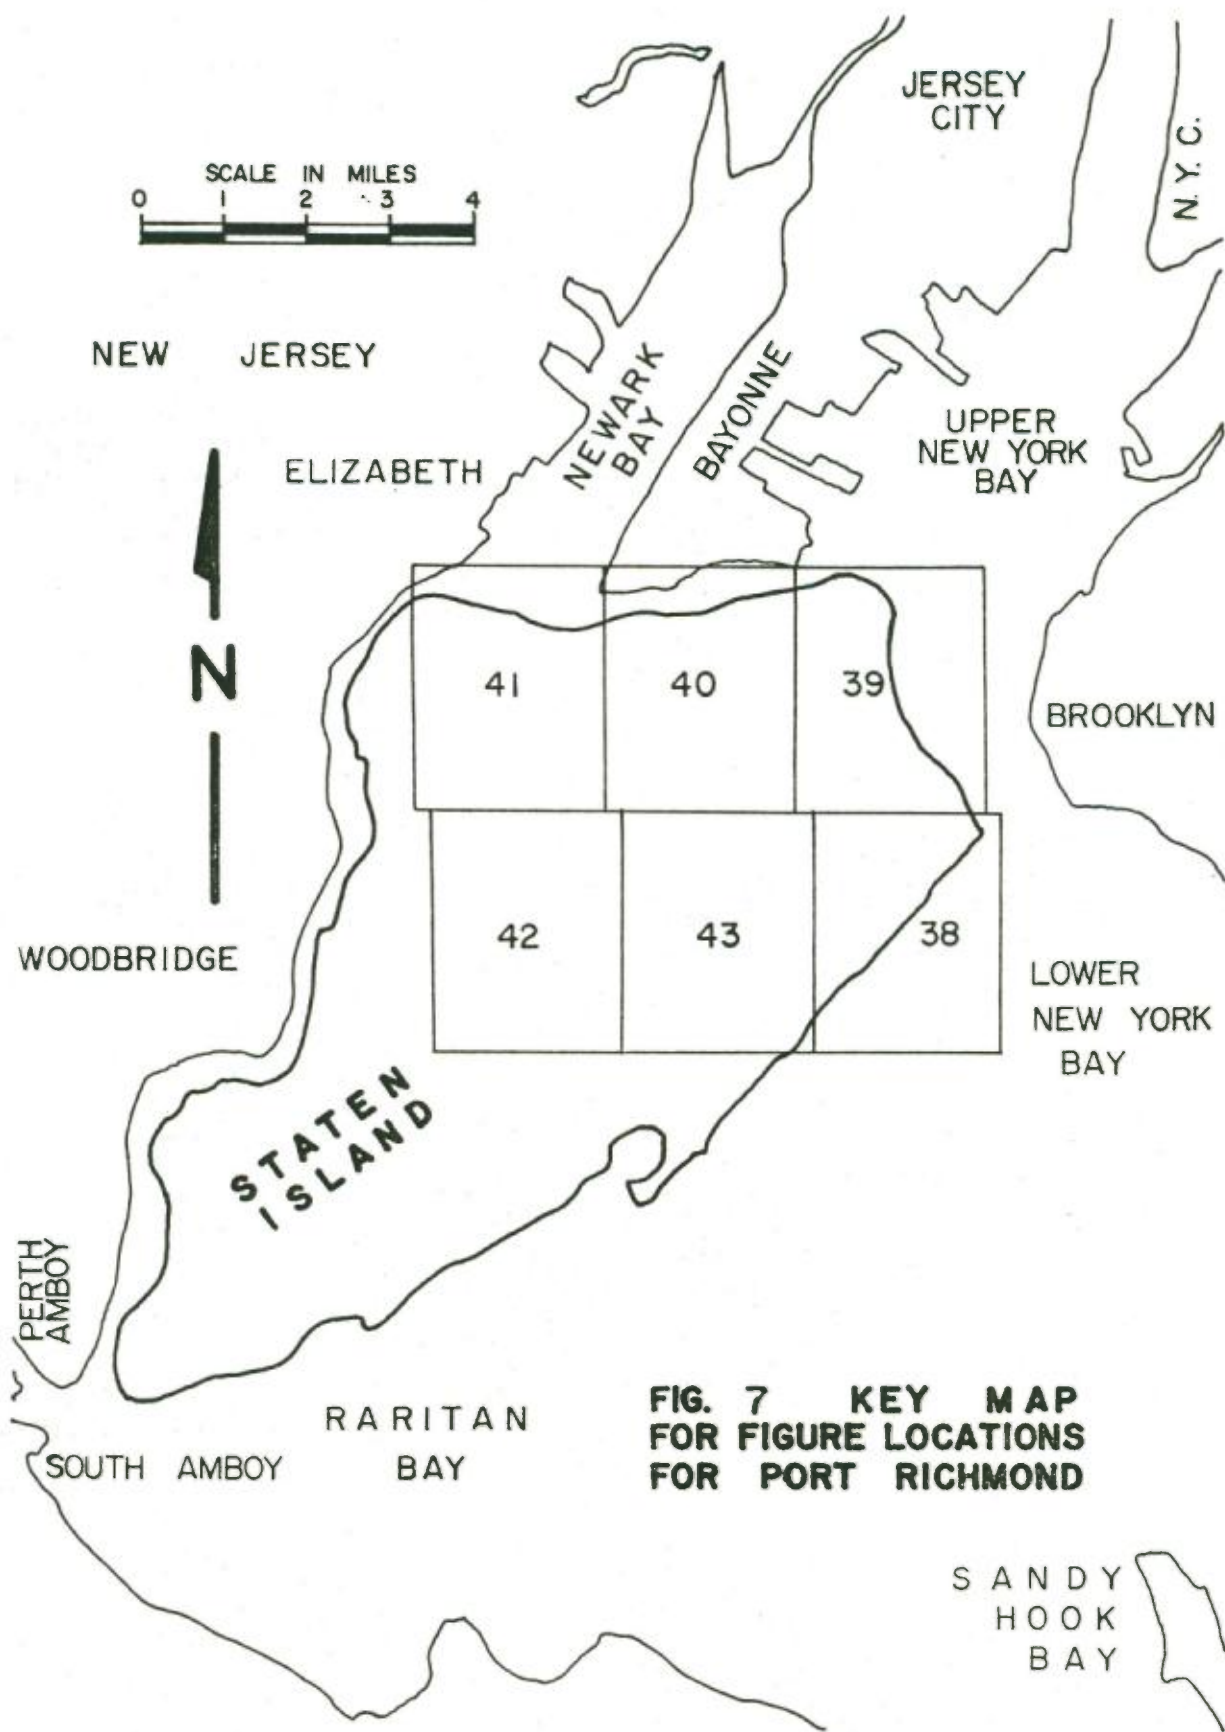 JERSEY
CITY
N.Y.C.
SCALE IN MILES
0 1 2 3 4
NEW JERSEY
NEWARK
BAY
BAYONNE
UPPER
NEW YORK
BAY
ELIZABETH
N
41 40 39
BROOKLYN
42 43 38
WOODBRIDGE
LOWER
NEW YORK
BAY
STATEN
ISLAND
PERTH
AMBOY
RARITAN
BAY
SOUTH AMBOY
FIG. 7 KEY MAP
FOR FIGURE LOCATIONS
FOR PORT RICHMOND
SANDY
HOOK
BAY